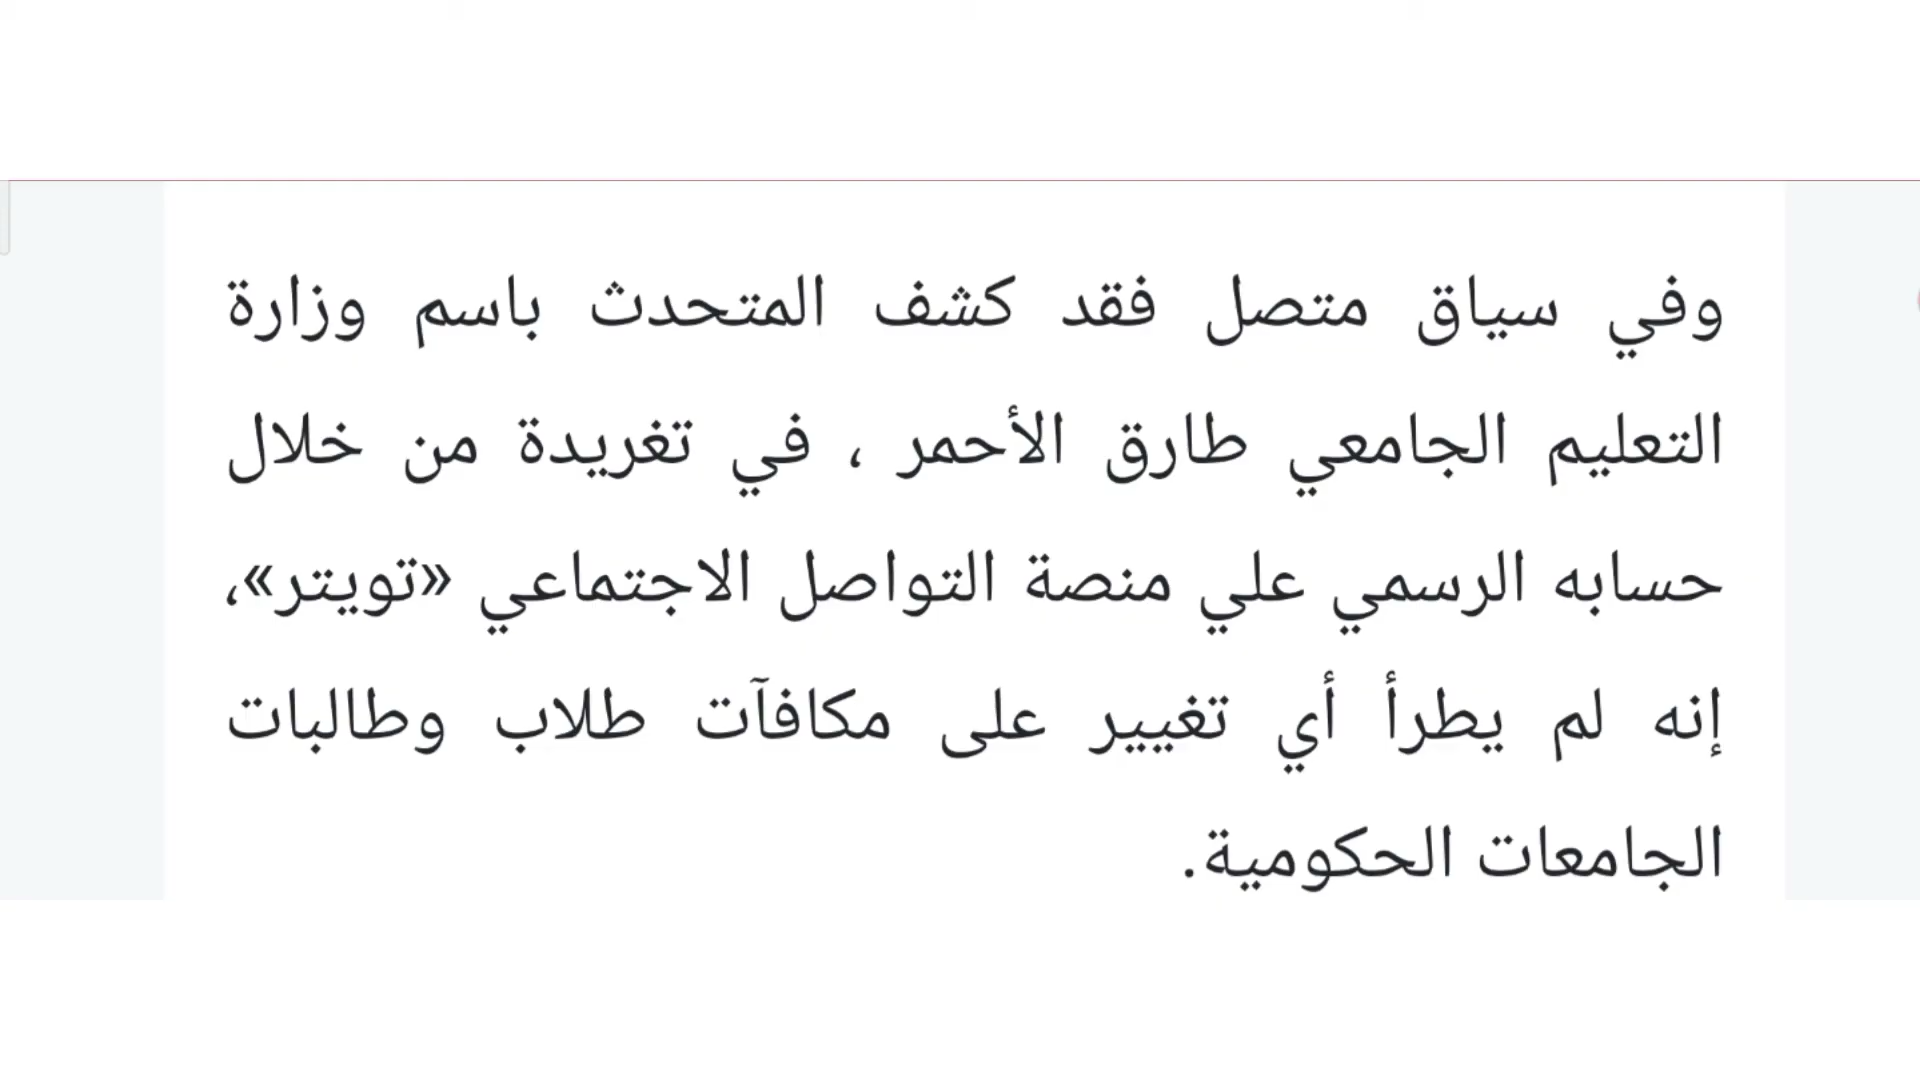 وفي سياق متصل فقد كشف المتحدث باسم وزارة
التعليم الجامعي طارق الأحمر ، في تغريدة من خلال
حسابه الرسمي علي منصة التواصل الاجتماعي «تويتر»،
إنه لم يطرأ أي تغيير على مكافآت طلاب وطالبات
الجامعات الحكومية.